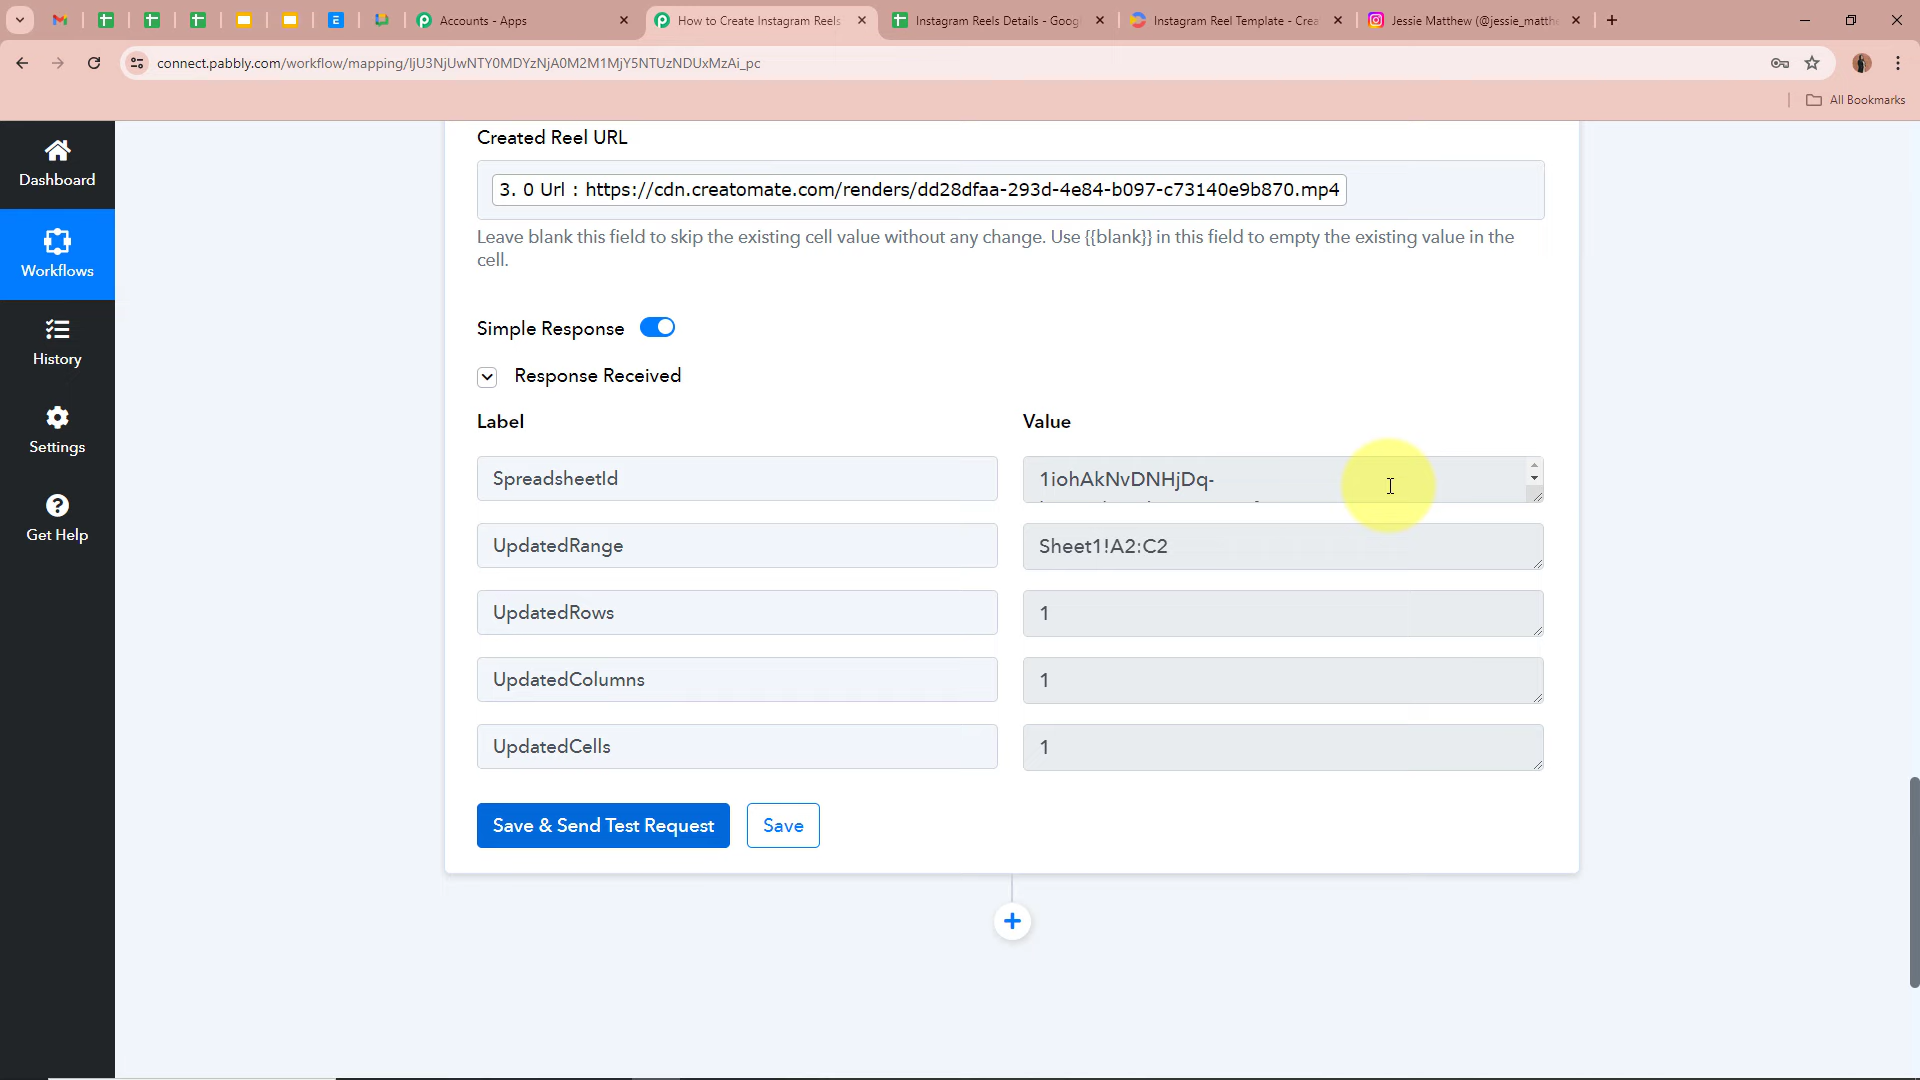 Accounts - Apps
How to Create Instagram Reels
Instagram Reels Details - Goog
Instagram Reel Template - Crea
Jessie Matthew (@jessie_matth
connect.pabbly.com/workflow/mapping/IjU3NjUwNTY0MDYzNjA0M2M1MjY5NTUzNDUxMzAi_pc
All Bookmarks
Dashboard
Workflows
History
Settings
Get Help
Created Reel URL
3. 0 Url : https://cdn.creatomate.com/renders/dd28dfaa-293d-4e84-b097-c73140e9b870.mp4
Leave blank this field to skip the existing cell value without any change. Use {{blank}} in this field to empty the existing value in the
cell.
Simple Response
Response Received
Label
Value
SpreadsheetId
1iohAkNvDNHjDq-
UpdatedRange
Sheet1!A2:C2
UpdatedRows
1
UpdatedColumns
1
UpdatedCells
1
Save & Send Test Request
Save